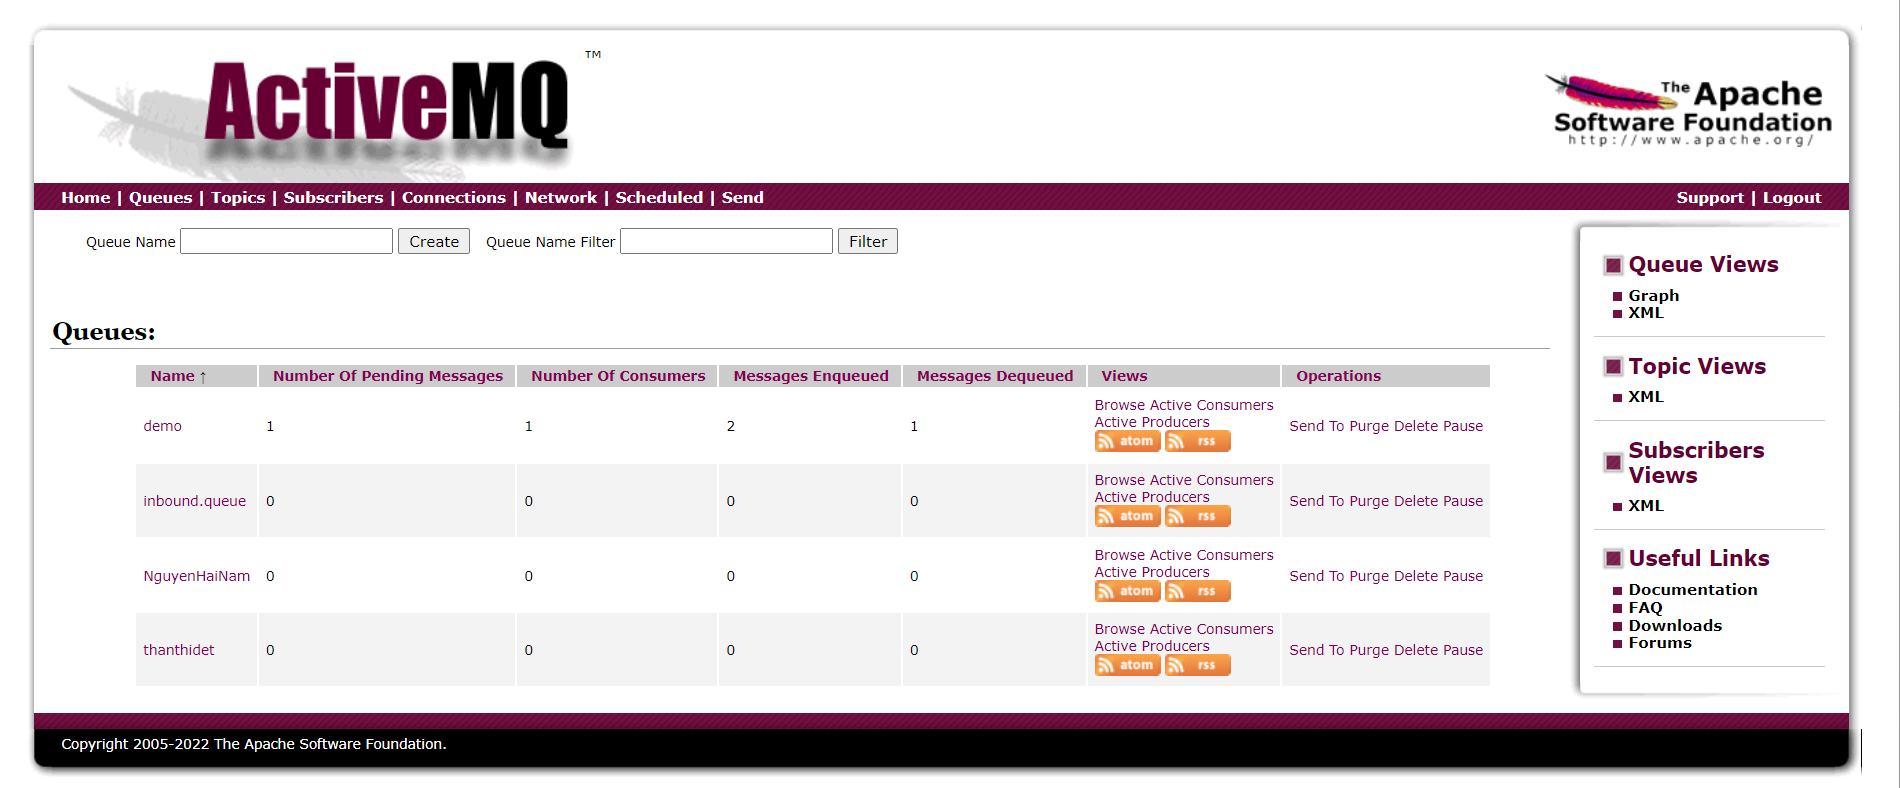 ActiveMQ ™
The Apache
Software Foundation
http://www.apache.org/
Home | Queues | Topics | Subscribers | Connections | Network | Scheduled | Send
Support | Logout
Queue Name Create Queue Name Filter Filter
Queues:
Name ↑ Number Of Pending Messages Number Of Consumers Messages Enqueued Messages Dequeued Views Operations
demo 1 1 2 1 Browse Active Consumers
Active Producers
atom rss
Send To Purge Delete Pause
inbound.queue 0 0 0 0 Browse Active Consumers
Active Producers
atom rss
Send To Purge Delete Pause
NguyenHaiNam 0 0 0 0 Browse Active Consumers
Active Producers
atom rss
Send To Purge Delete Pause
thanthidet 0 0 0 0 Browse Active Consumers
Active Producers
atom rss
Send To Purge Delete Pause
Queue Views
Graph
XML
Topic Views
XML
Subscribers
Views
XML
Useful Links
Documentation
FAQ
Downloads
Forums
Copyright 2005-2022 The Apache Software Foundation.